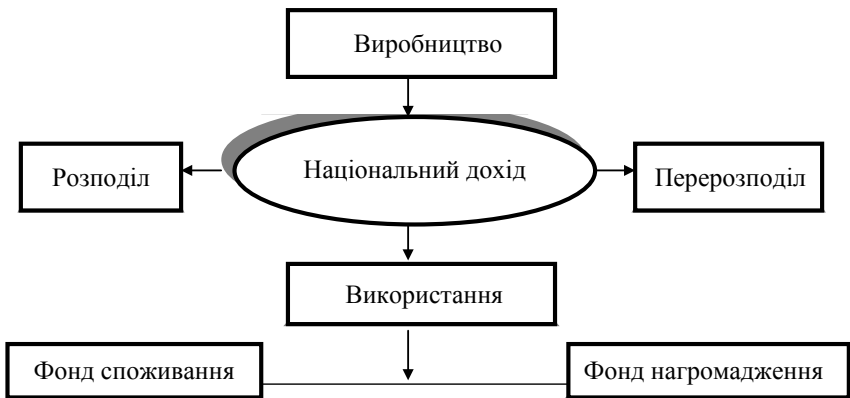 Виробництво
Розподіл
Національний дохід
Перерозподіл
Використання
Фонд споживання
Фонд нагромадження